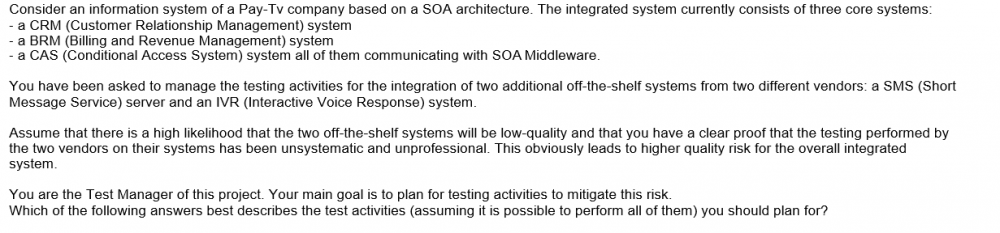 Consider an information system of a Pay-Tv company based on a SOA architecture. The integrated system currently consists of three core systems:
- a CRM (Customer Relationship Management) system
- a BRM (Billing and Revenue Management) system
- a CAS (Conditional Access System) system all of them communicating with SOA Middleware.
You have been asked to manage the testing activities for the integration of two additional off-the-shelf systems from two different vendors: a SMS (Short
Message Service) server and an IVR (Interactive Voice Response) system.
Assume that there is a high likelihood that the two off-the-shelf systems will be low-quality and that you have a clear proof that the testing performed by
the two vendors on their systems has been unsystematic and unprofessional. This obviously leads to higher quality risk for the overall integrated
system.
You are the Test Manager of this project. Your main goal is to plan for testing activities to mitigate this risk.
Which of the following answers best describes the test activities (assuming it is possible to perform all of them) you should plan for?